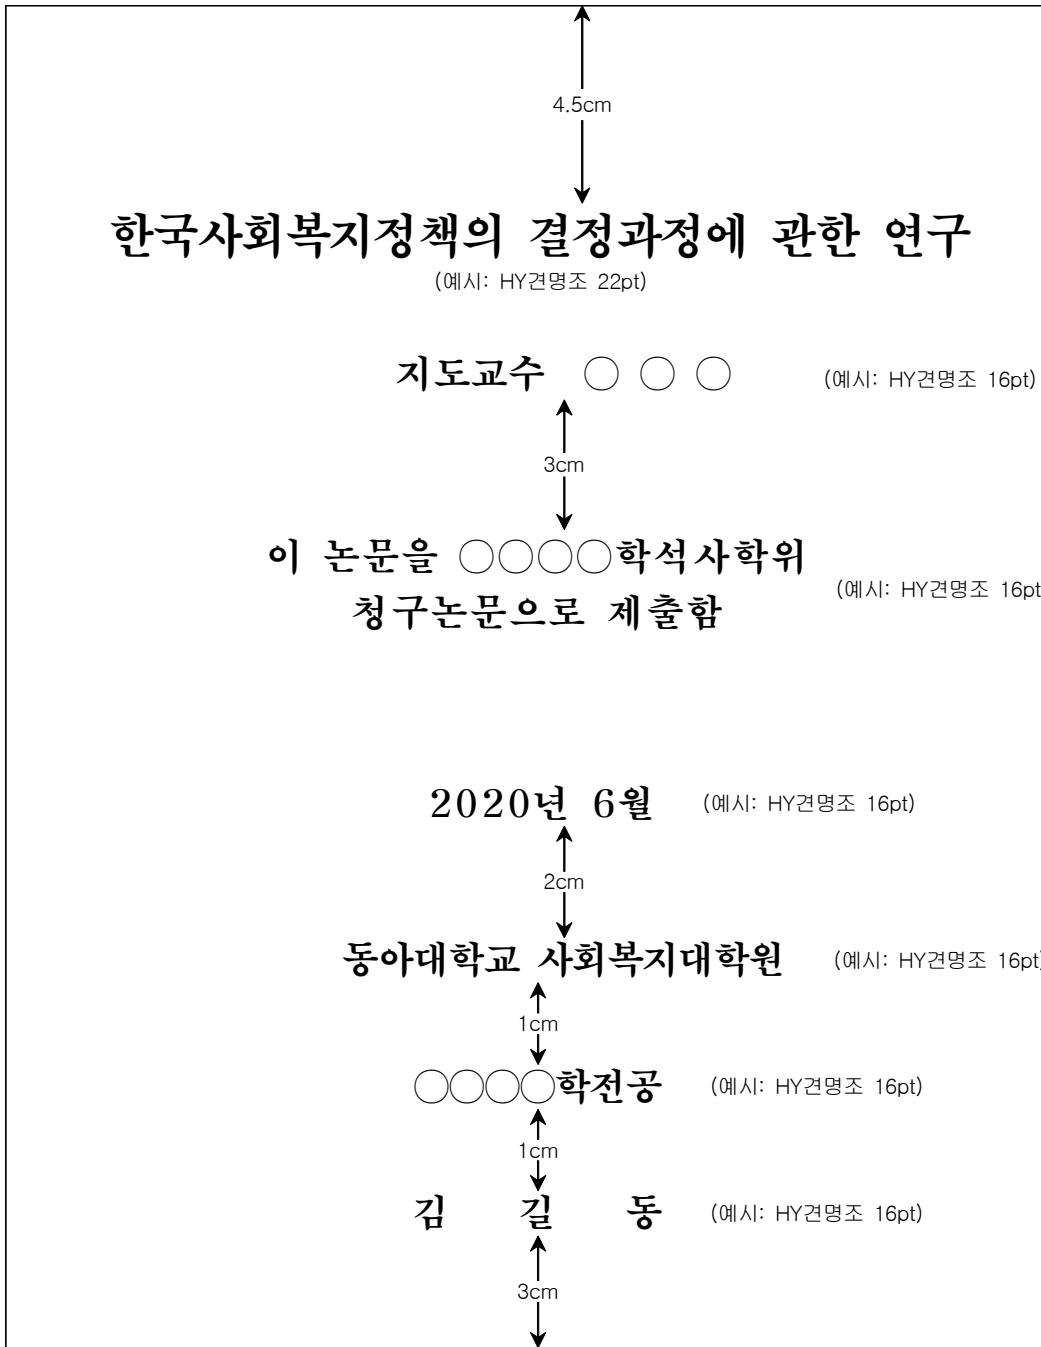 4.5cm
한국사회복지정책의 결정과정에 관한 연구
(예시: HY견명조 22pt)
지도교수 ○ ○ ○ (예시: HY견명조 16pt)
3cm
이 논문을 ○○○○학석사학위
청구논문으로 제출함
(예시: HY견명조 16pt
2020년 6월 (예시: HY견명조 16pt)
2cm
동아대학교 사회복지대학원 (예시: HY견명조 16pt)
1cm
○○○○학전공 (예시: HY견명조 16pt)
1cm
김 길 동 (예시: HY견명조 16pt)
3cm